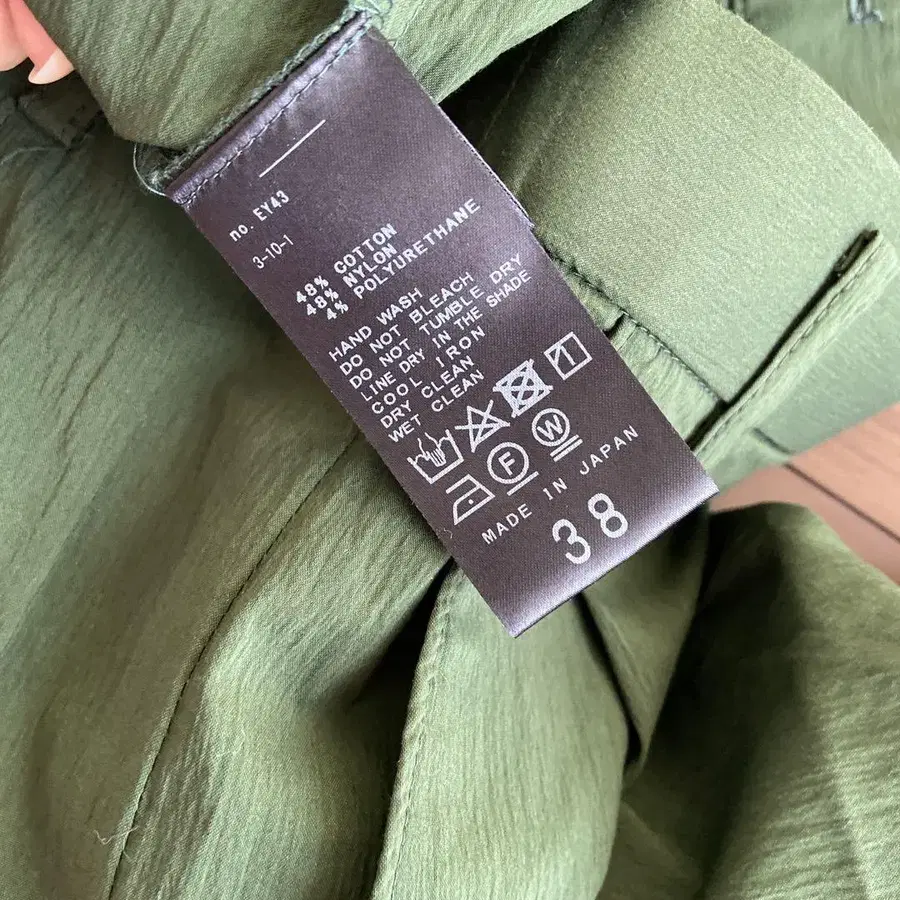 no. EY43
3-10-1
48% COTTON
48% NYLON
4% POLYURETHANE
HAND WASH
DO NOT BLEACH
DO NOT TUMBLE DRY
LINE DRY IN THE SHADE
COOL IRON
DRY CLEAN
WET CLEAN
F W
MADE IN JAPAN
38